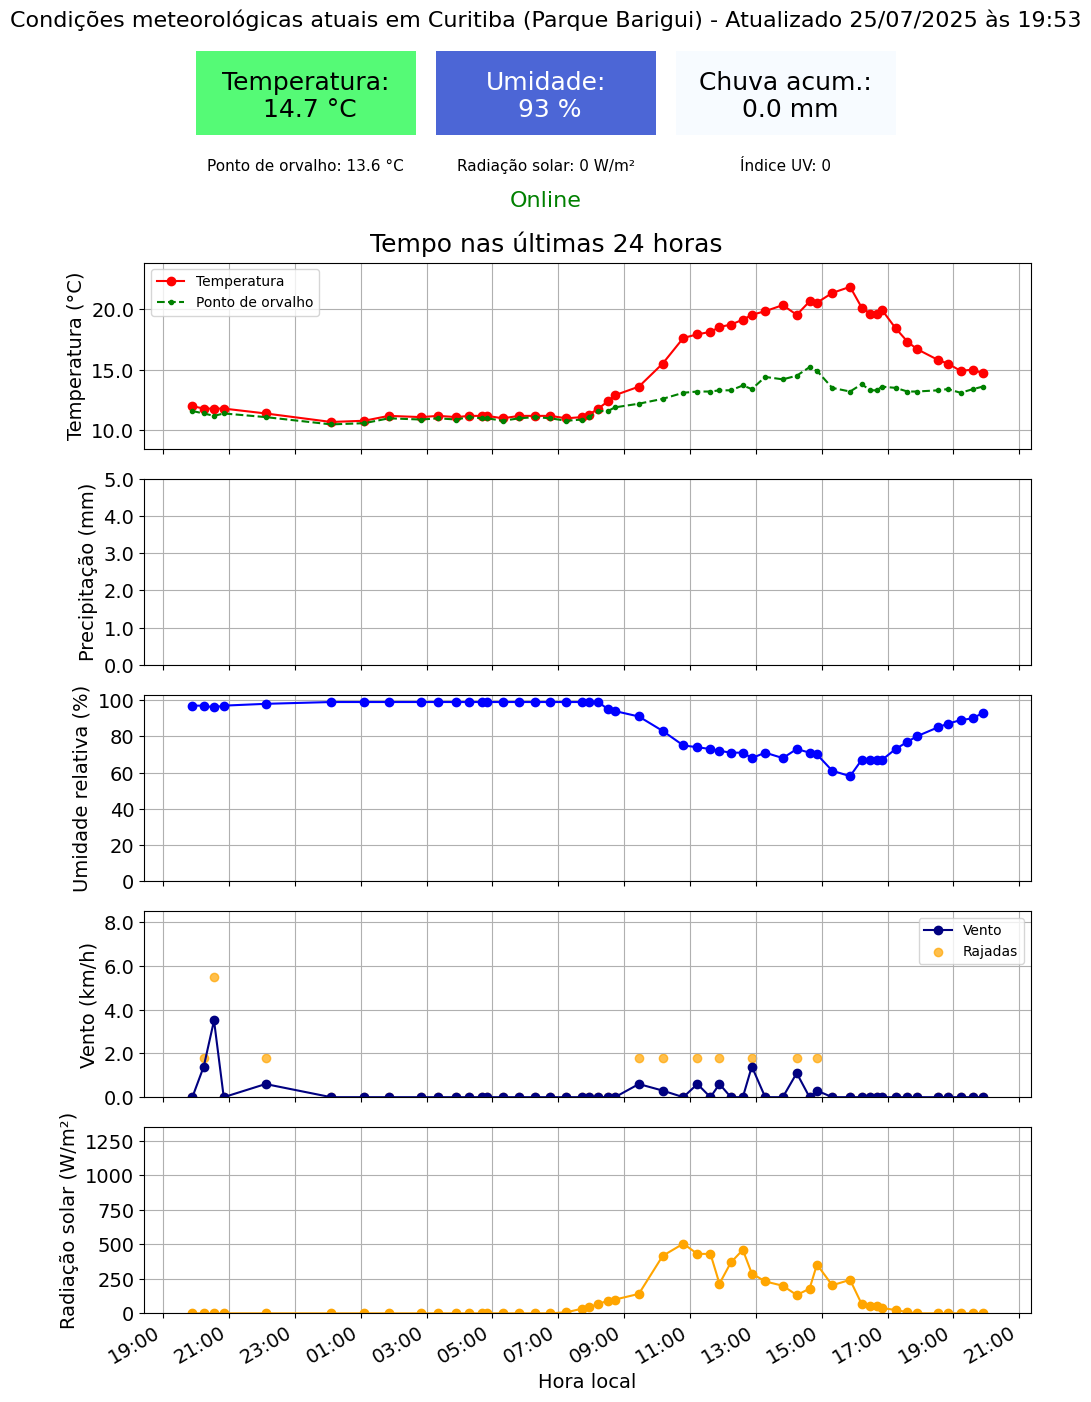 Condições meteorológicas atuais em Curitiba (Parque Barigui) - Atualizado 25/07/2025 às 19:53
Temperatura:
14.7 °C
Umidade:
93 %
Chuva acum.:
0.0 mm
Ponto de orvalho: 13.6 °C
Radiação solar: 0 W/m²
Índice UV: 0
Online
Tempo nas últimas 24 horas
Temperatura (°C)
20.0
15.0
10.0
Temperatura
Ponto de orvalho
Precipitação (mm)
5.0
4.0
3.0
2.0
1.0
0.0
Umidade relativa (%)
100
80
60
40
20
0
Vento (km/h)
8.0
6.0
4.0
2.0
0.0
Vento
Rajadas
Radiação solar (W/m²)
1250
1000
750
500
250
0
19:00
21:00
23:00
01:00
03:00
05:00
07:00
09:00
11:00
13:00
15:00
17:00
19:00
21:00
Hora local